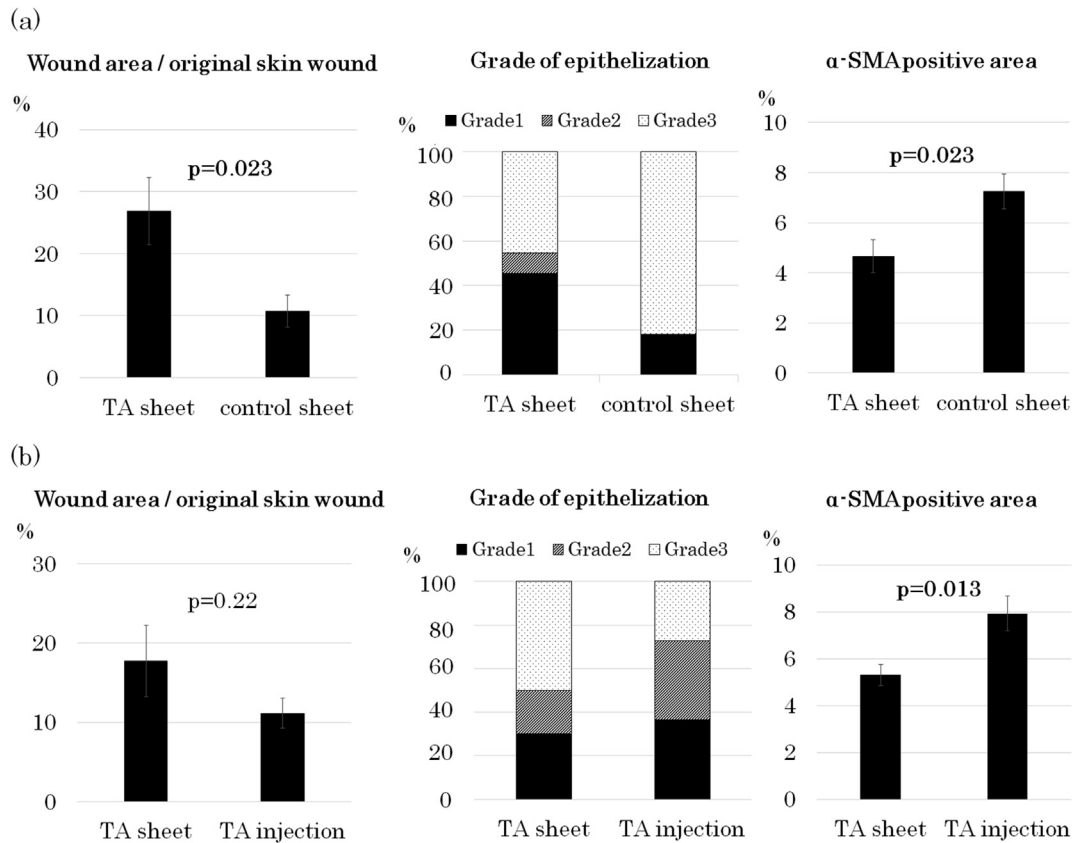 (a)
Wound area / original skin wound
%
40
30
20
10
0
p=0.023
TA sheet control sheet
Grade of epithelization
Grade1 Grade2 Grade3
%
100
80
60
40
20
0
TA sheet control sheet
α-SMA positive area
%
10
8
6
4
2
0
p=0.023
TA sheet control sheet
(b)
Wound area / original skin wound
%
30
20
10
0
p=0.22
TA sheet TA injection
Grade of epithelization
Grade1 Grade2 Grade3
%
100
80
60
40
20
0
TA sheet TA injection
α-SMA positive area
%
10
8
6
4
2
0
p=0.013
TA sheet TA injection